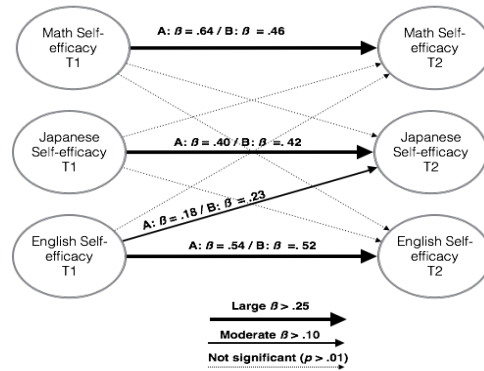 Math Self-
efficacy
T1
A: β = .64 / B: β = .46
Math Self-
efficacy
T2
Japanese
Self-efficacy
T1
A: β = .40 / B: β =. 42
Japanese
Self-efficacy
T2
A: β = .18 / B: β = .23
English Self-
efficacy
T1
A: β = .54 / B: β = .52
English Self-
efficacy
T2
Large β > .25
Moderate β > .10
Not significant (p > .01)